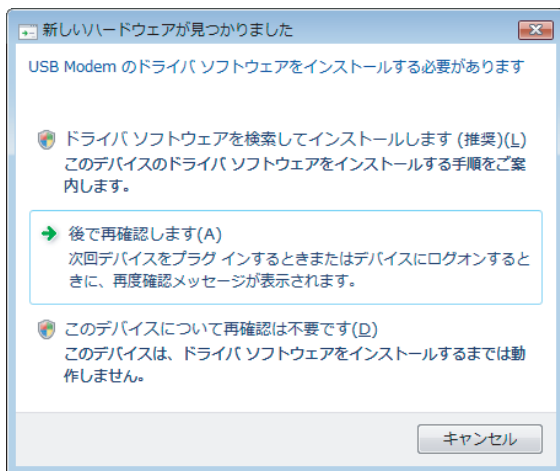 新しいハードウェアが見つかりました
USB Modem のドライバ ソフトウェアをインストールする必要があります
ドライバ ソフトウェアを検索してインストールします (推奨)(L)
このデバイスのドライバ ソフトウェアをインストールする手順をご案
内します。
後で再確認します(A)
次回デバイスをプラグ インするときまたはデバイスにログオンすると
きに、再度確認メッセージが表示されます。
このデバイスについて再確認は不要です(D)
このデバイスは、ドライバ ソフトウェアをインストールするまでは動
作しません。
キャンセル